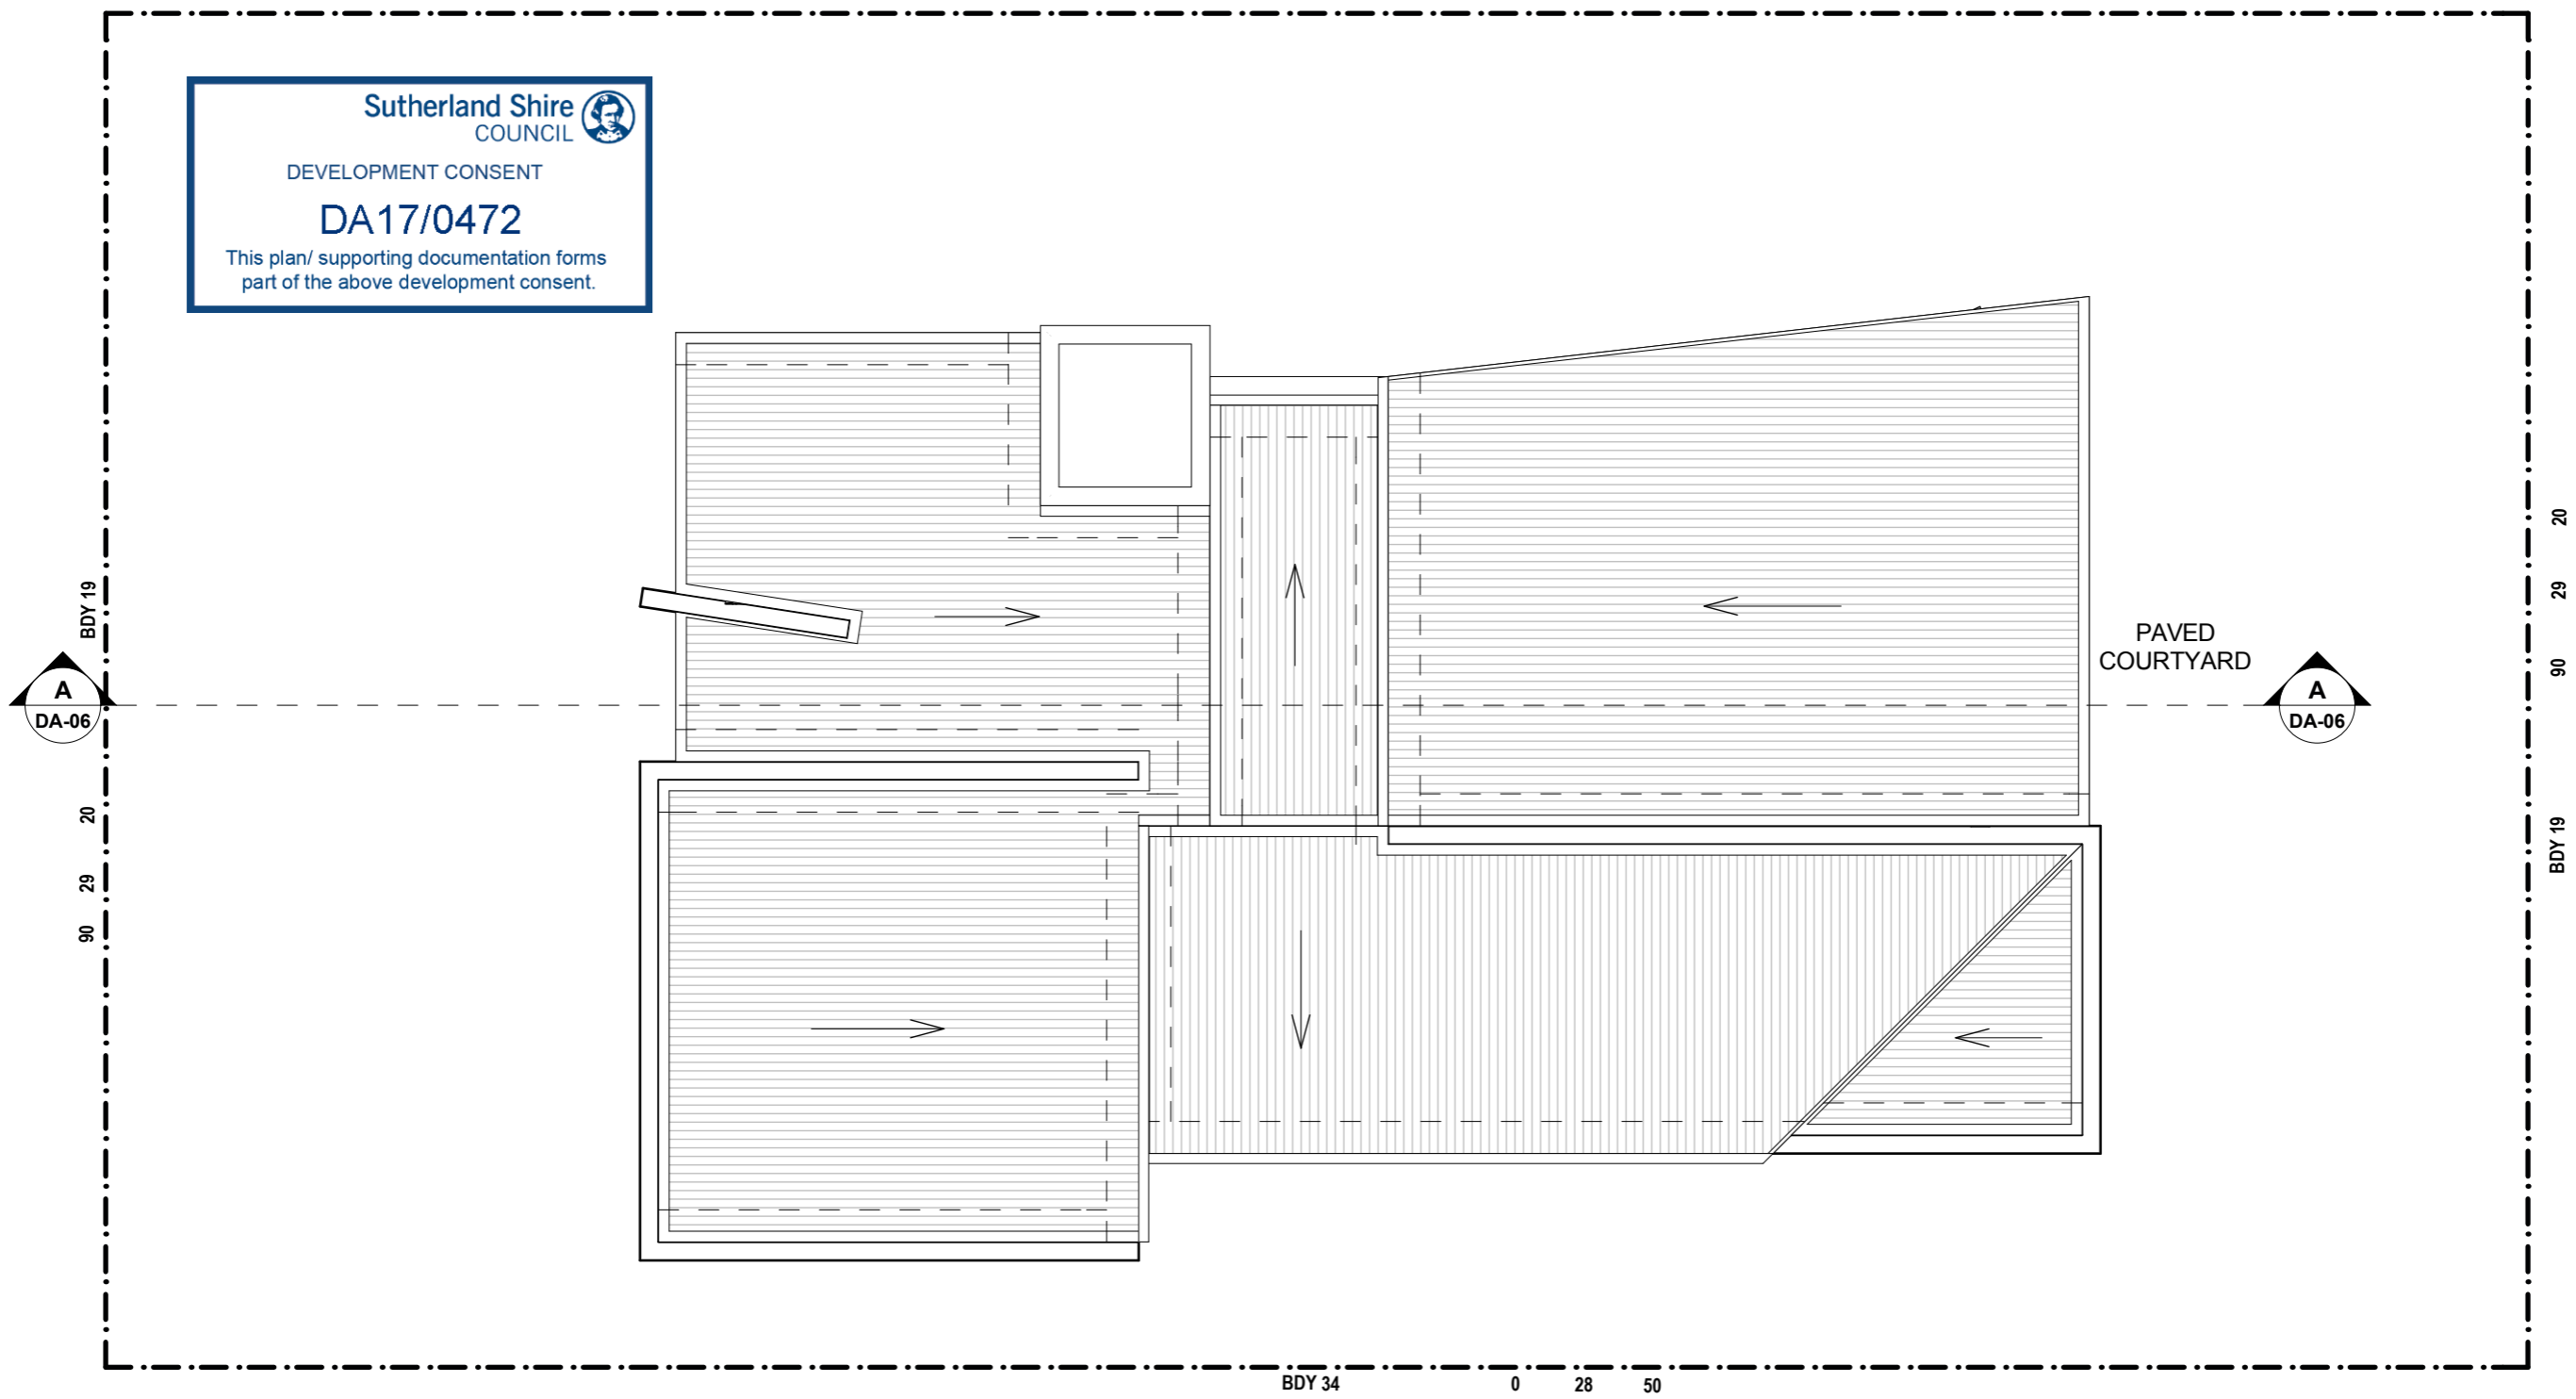 Sutherland Shire
COUNCIL
DEVELOPMENT CONSENT
DA17/0472
This plan/ supporting documentation forms
part of the above development consent.
BDY 19
20
29
90
A
DA-06
PAVED
COURTYARD
A
DA-06
BDY 19
20
29
90
BDY 34
0
28
50